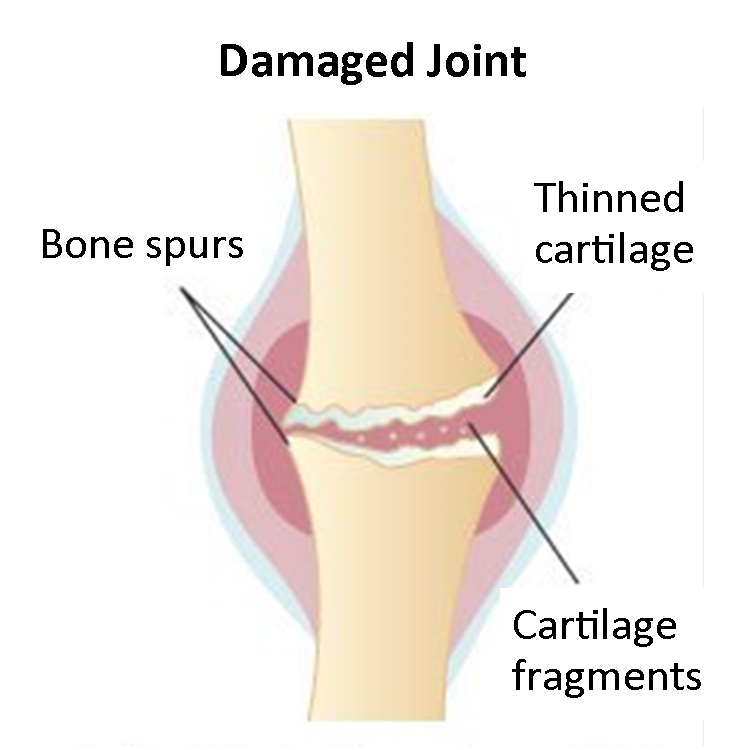 Damaged Joint
Bone spurs
Thinned
cartilage
Cartilage
fragments